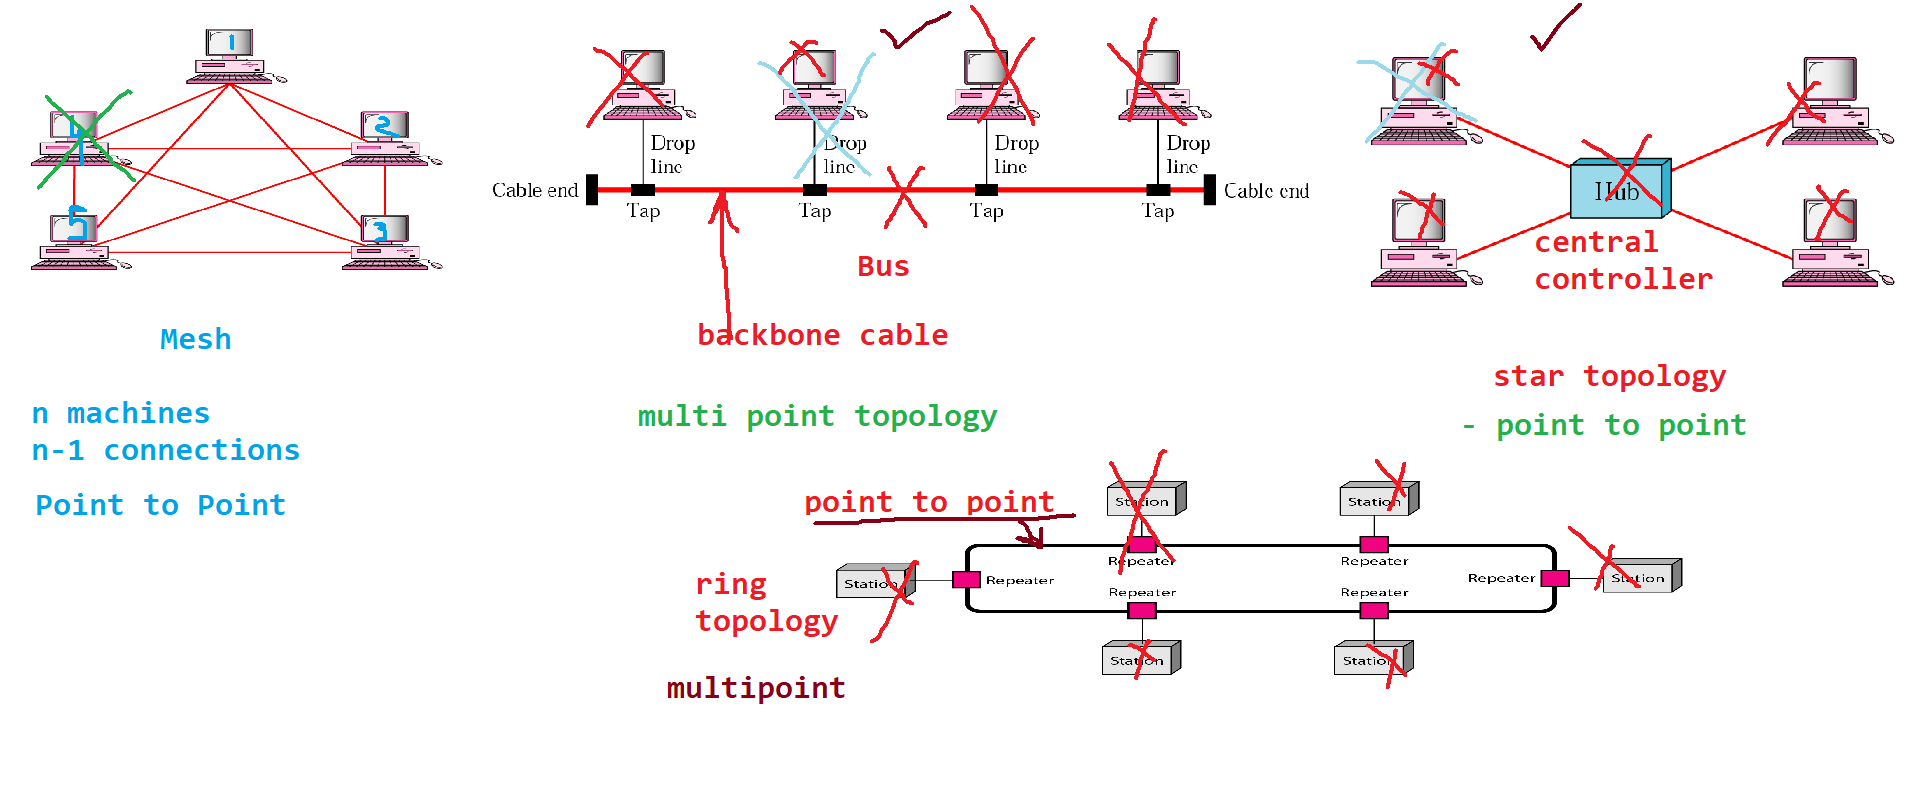 1
4
2
5
3
Mesh
n machines
n-1 connections
Point to Point
Drop
line
Drop
line
Drop
line
Drop
line
Cable end
Cable end
Tap
Tap
Tap
Tap
Bus
backbone cable
multi point topology
Hub
central
controller
star topology
- point to point
point to point
Station
Station
Station
Station
Repeater
Repeater
Repeater
Repeater
Repeater
Repeater
Station
Station
ring
topology
multipoint